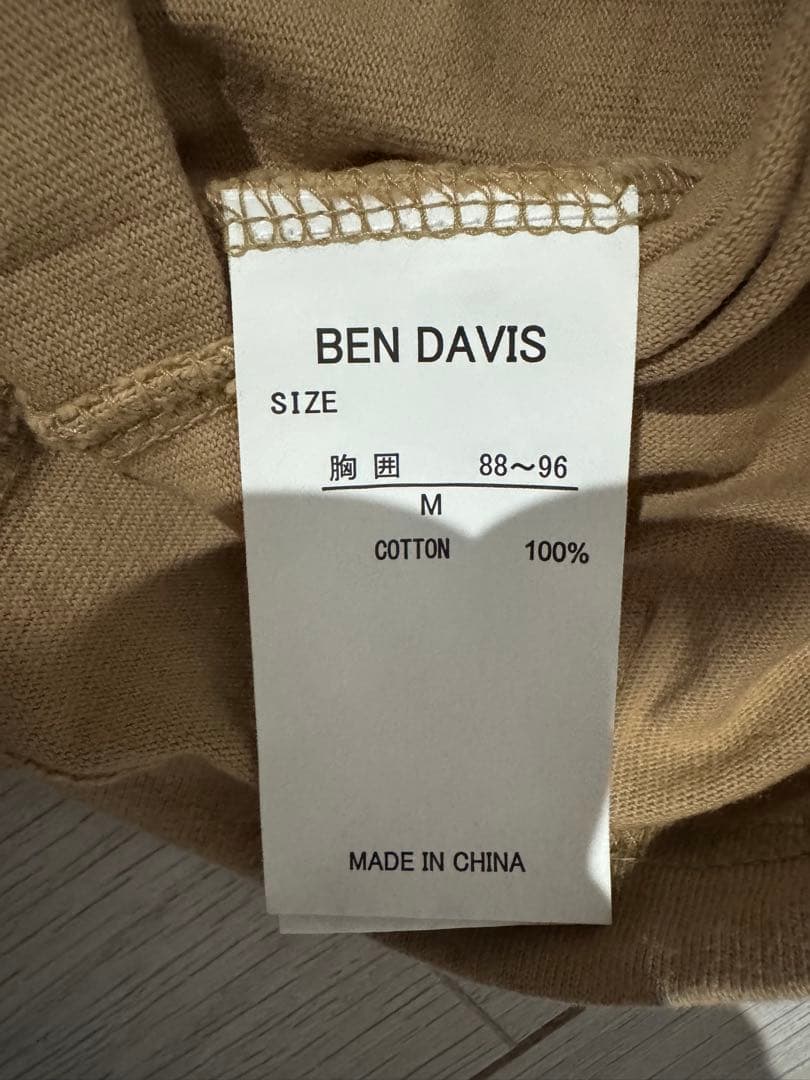 BEN DAVIS
SIZE
胸 囲 88～96
M
COTTON 100%
MADE IN CHINA